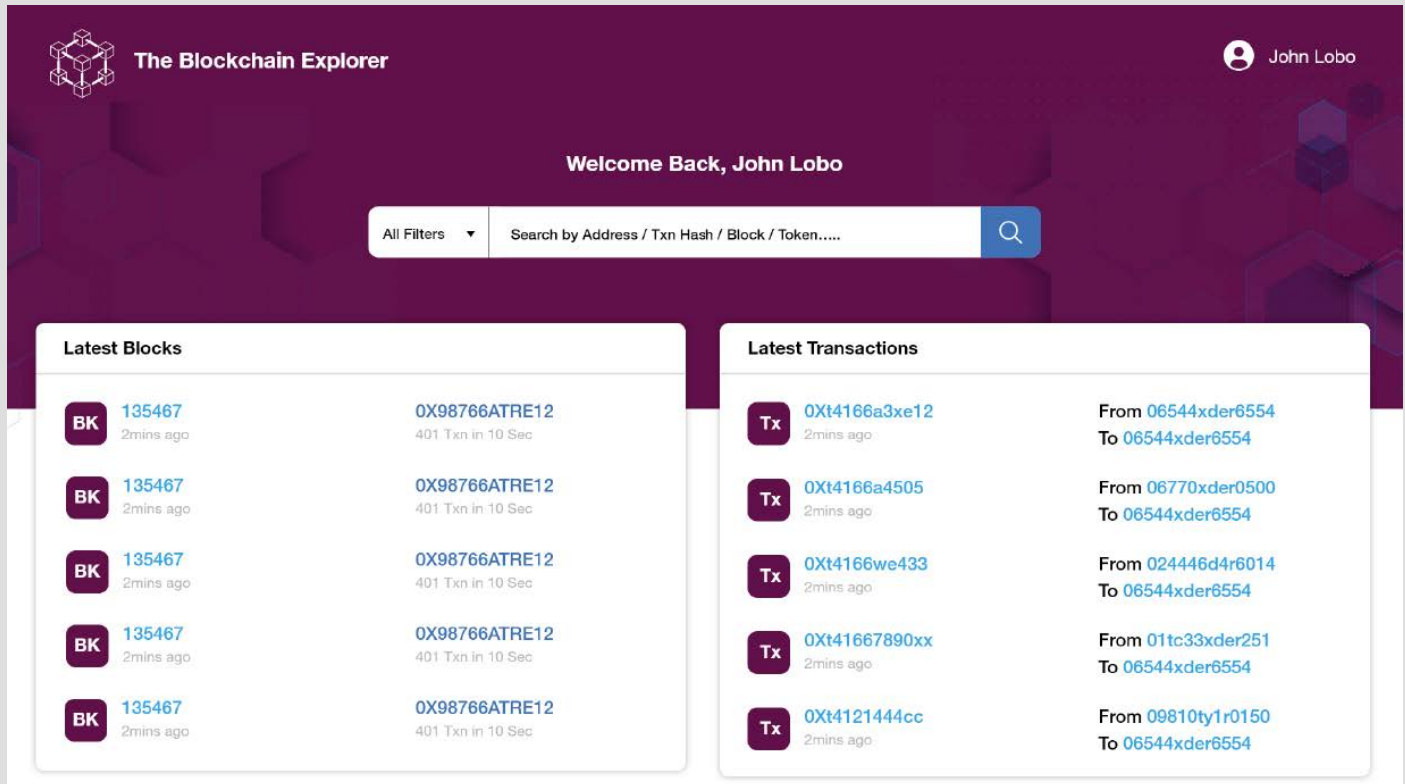 The Blockchain Explorer
John Lobo
Welcome Back, John Lobo
All Filters
Search by Address / Txn Hash / Block / Token.....
Latest Blocks
BK
135467
2mins ago
0X98766ATRE12
401 Txn in 10 Sec
BK
135467
2mins ago
0X98766ATRE12
401 Txn in 10 Sec
BK
135467
2mins ago
0X98766ATRE12
401 Txn in 10 Sec
BK
135467
2mins ago
0X98766ATRE12
401 Txn in 10 Sec
BK
135467
2mins ago
0X98766ATRE12
401 Txn in 10 Sec
Latest Transactions
Tx
0Xt4166a3xe12
2mins ago
From 06544xder6554
To 06544xder6554
Tx
0Xt4166a4505
2mins ago
From 06770xder0500
To 06544xder6554
Tx
0Xt4166we433
2mins ago
From 024446d4r6014
To 06544xder6554
Tx
0Xt41667890xx
2mins ago
From 01tc33xder251
To 06544xder6554
Tx
0Xt4121444cc
2mins ago
From 09810ty1r0150
To 06544xder6554